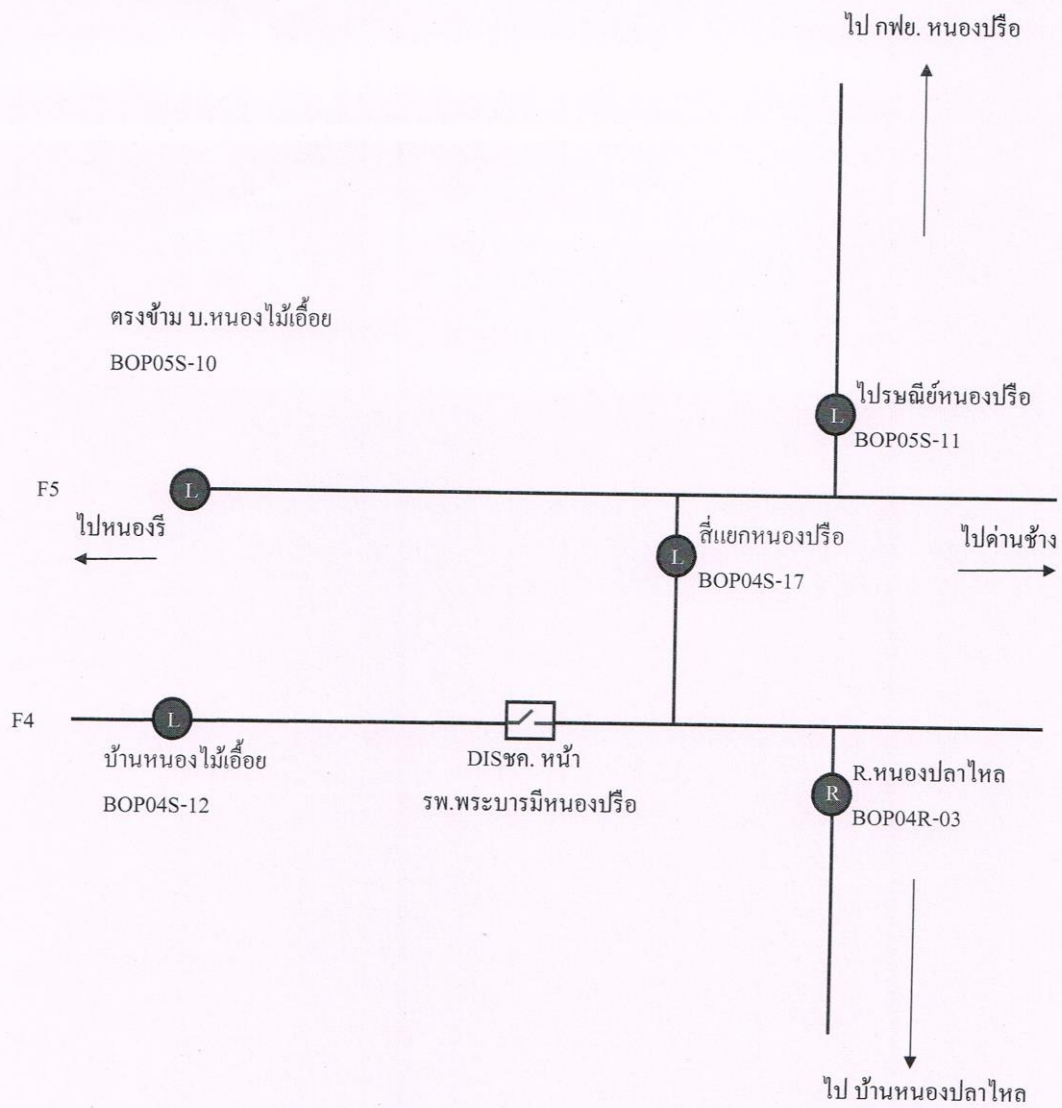 ไป กฟย. หนองปรือ
ตรงข้าม บ.หนองไม้เอื้อย
BOP05S-10
L
ไปรษณีย์หนองปรือ
BOP05S-11
F5
L
ไปหนองรี
L
สี่แยกหนองปรือ
BOP04S-17
ไปด่านช้าง
F4
L
บ้านหนองไม้เอื้อย
BOP04S-12
DISชค. หน้า
รพ.พระบารมีหนองปรือ
R
R.หนองปลาไหล
BOP04R-03
ไป บ้านหนองปลาไหล